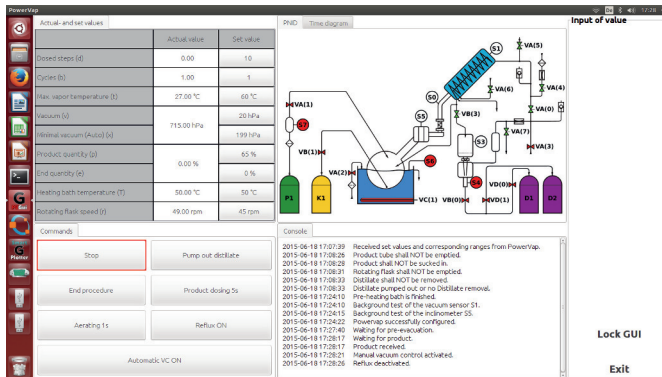 PowerVap
De
17:28
Actual- and set values
Actual value
Set value
Dosed steps (d)
0.00
10
Cycles (b)
1.00
1
Max. vapor temperature (t)
27.00 °C
60 °C
Vacuum (v)
715.00 hPa
20 hPa
Minimal vacuum (Auto) (x)
199 hPa
Product quantity (p)
0.00 %
65 %
End quantity (e)
0 %
Heating bath temperature (T)
50.00 °C
50 °C
Rotating flask speed (r)
49.00 rpm
45 rpm
Commands
Stop
Pump out distillate
End procedure
Product dosing 5s
Aerating 1s
Reflux ON
Automatic VC ON
PNID
Time diagram
S1
VA(5)
VA(6)
VA(4)
S0
VA(1)
VB(3)
VA(0)
S5
S7
VA(7)
S3
VB(1)
VA(3)
S6
VA(2)
S4
VD(0)
P1
K1
VC(1)
VB(0)
VD(1)
D1
D2
Console
2015-06-18 17:07:39 Received set values and corresponding ranges from PowerVap.
2015-06-18 17:08:26 Product tube shall NOT be emptied.
2015-06-18 17:08:28 Product shall NOT be sucked in.
2015-06-18 17:08:31 Rotating flask shall NOT be emptied.
2015-06-18 17:08:33 Distillate shall NOT be removed.
2015-06-18 17:08:33 Distillate pumped out or no Distillate removal.
2015-06-18 17:24:10 Pre-heating bath is finished.
2015-06-18 17:24:10 Background test of the vacuum sensor S1.
2015-06-18 17:24:15 Background test of the inclinometer S5.
2015-06-18 17:24:22 Powervap successfully configured.
2015-06-18 17:27:40 Waiting for pre-evacuation.
2015-06-18 17:28:17 Waiting for product.
2015-06-18 17:28:17 Product received.
2015-06-18 17:28:21 Manual vacuum control activated.
2015-06-18 17:28:26 Reflux deactivated.
Input of value
Lock GUI
Exit
G
Gui
G
Plotter